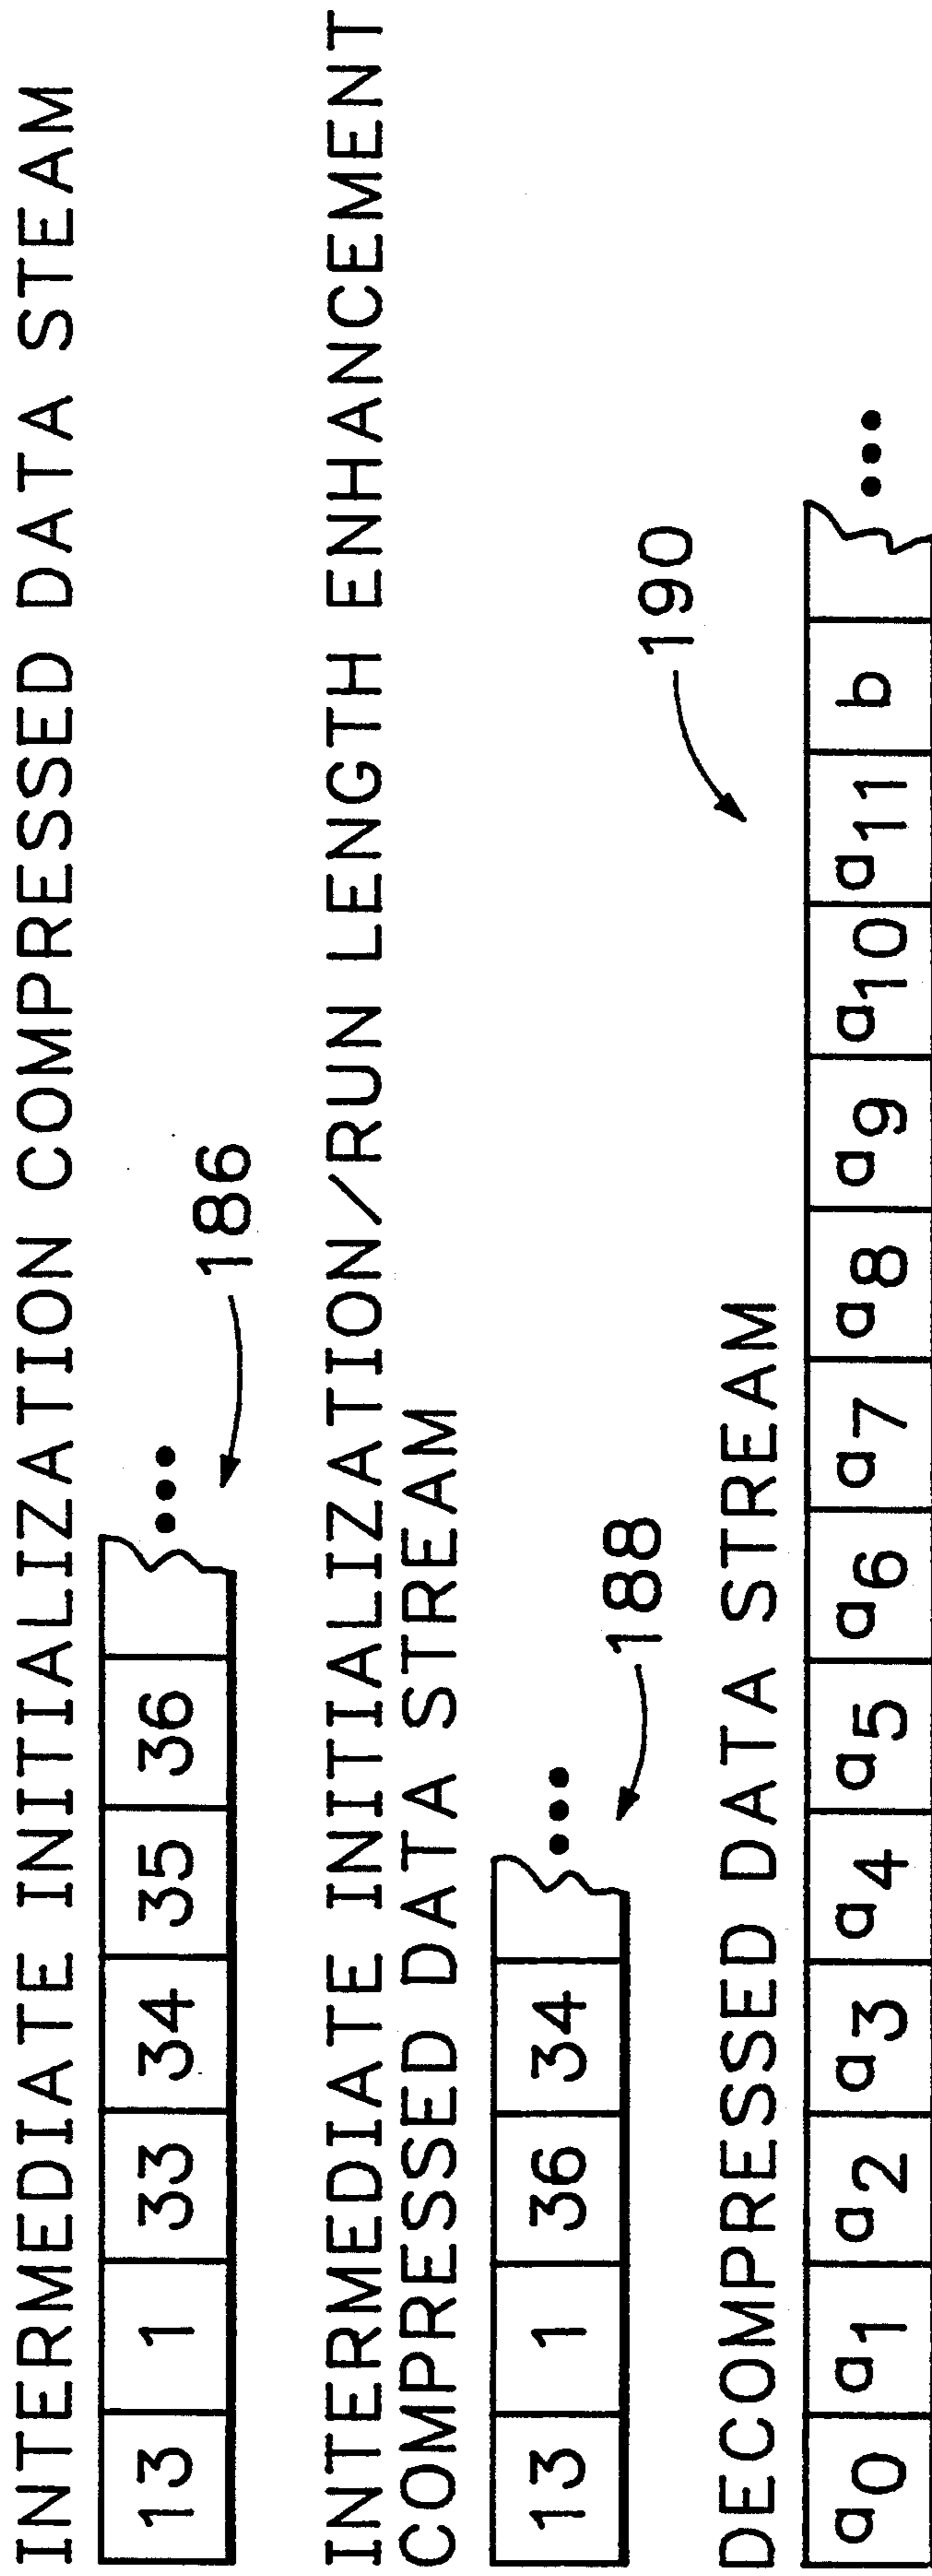 INTERMEDIATE INITIALIZATION COMPRESSED DATA STEAM
13 1 33 34 35 36 •••
186
INTERMEDIATE INITIALIZATION/RUN LENGTH ENHANCEMENT
COMPRESSED DATA STREAM
13 1 36 34 •••
188
DECOMPRESSED DATA STREAM
190
a0 a1 a2 a3 a4 a5 a6 a7 a8 a9 a10 a11 b •••